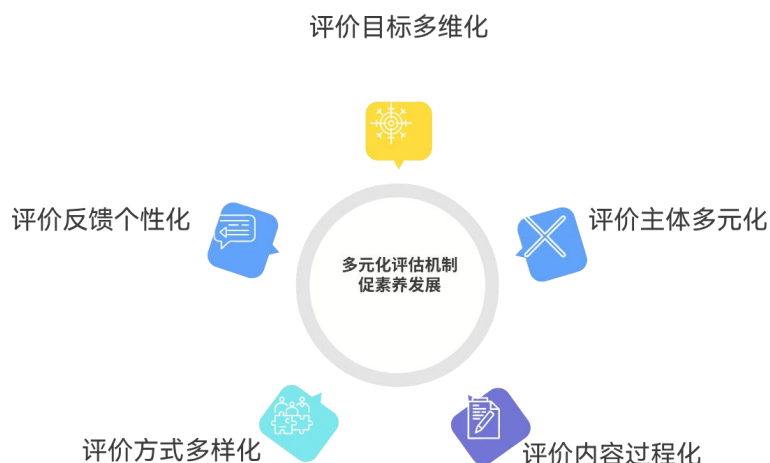 评价目标多维化
评价反馈个性化
评价主体多元化
多元化评估机制
促素养发展
评价方式多样化
评价内容过程化